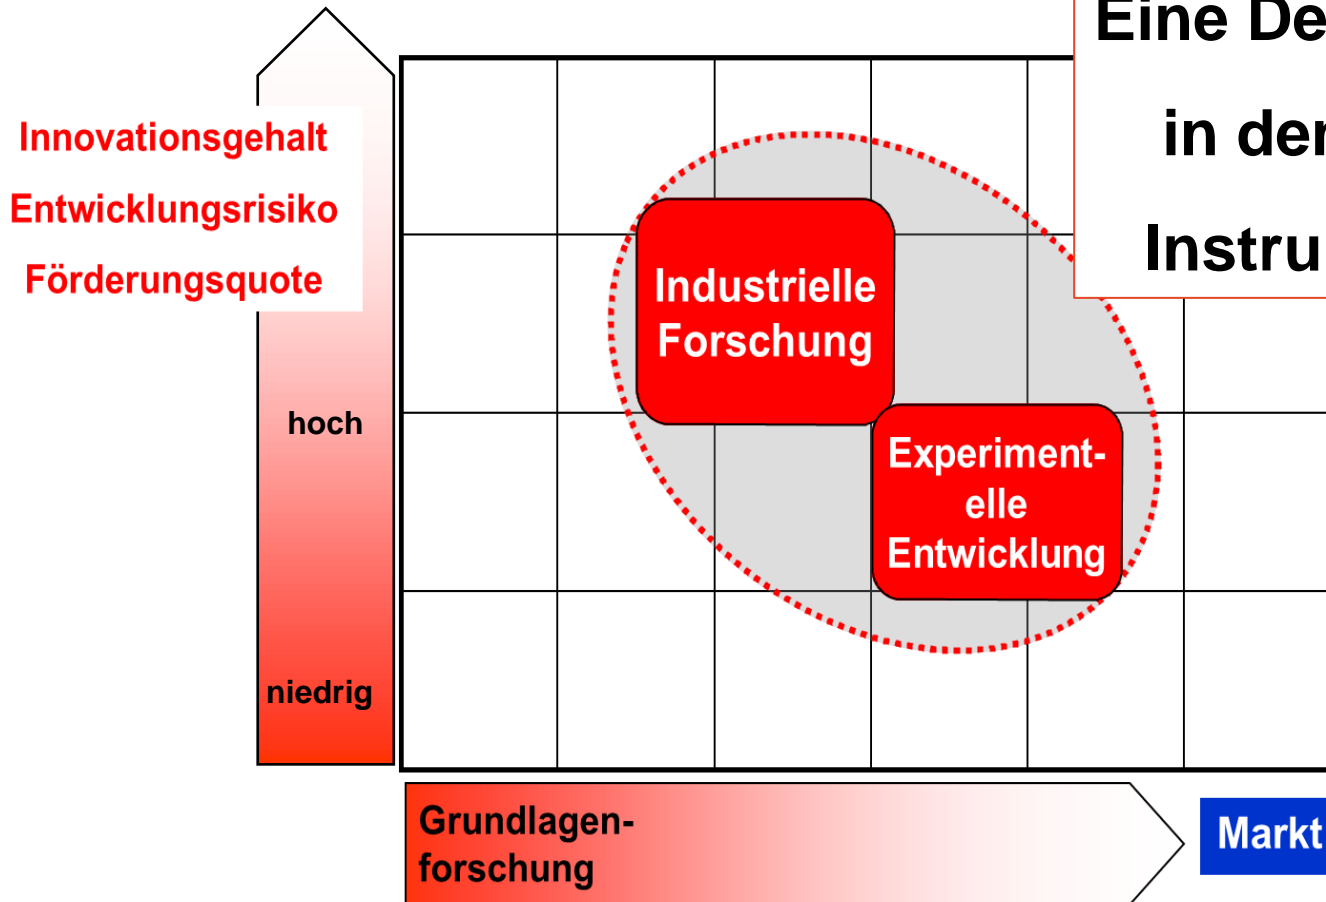 Eine De
in der
Instru
Innovationsgehalt
Entwicklungsrisiko
Förderungsquote
hoch
niedrig
Industrielle
Forschung
Experiment-
elle
Entwicklung
Grundlagen-
forschung
Markt